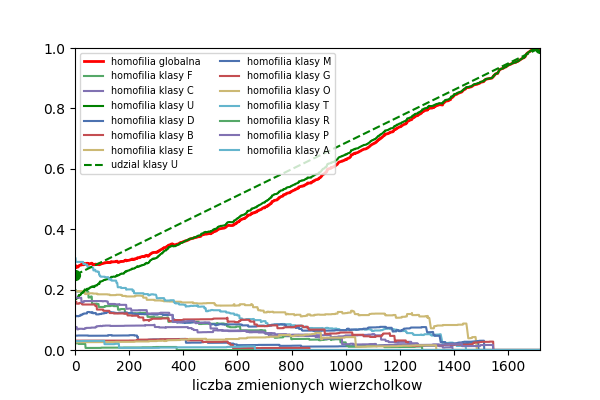 1.0
0.8
0.6
0.4
0.2
0.0
homofilia globalna
homofilia klasy F
homofilia klasy C
homofilia klasy U
homofilia klasy D
homofilia klasy B
homofilia klasy E
udzial klasy U
homofilia klasy M
homofilia klasy G
homofilia klasy O
homofilia klasy T
homofilia klasy R
homofilia klasy P
homofilia klasy A
0 200 400 600 800 1000 1200 1400 1600
liczba zmienionych wierzcholkow